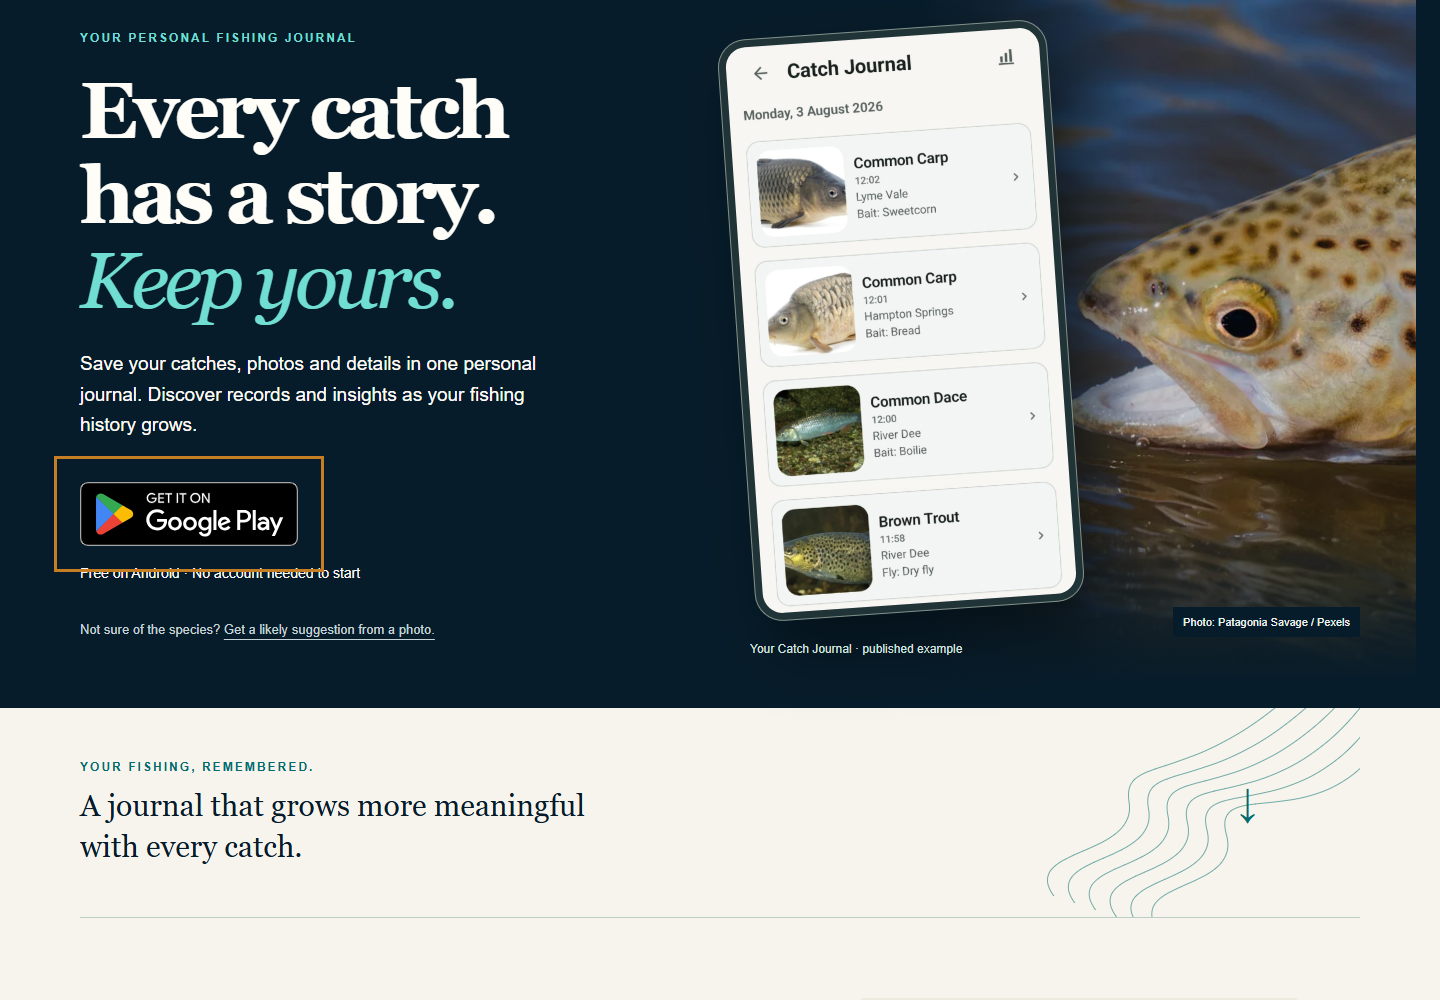 YOUR PERSONAL FISHING JOURNAL
Every catch
has a story.
Keep yours.
Save your catches, photos and details in one personal
journal. Discover records and insights as your fishing
history grows.
GET IT ON
Google Play
Free on Android · No account needed to start
Not sure of the species? Get a likely suggestion from a photo.
Catch Journal
Monday, 3 August 2026
Common Carp
12:02
Lyme Vale
Bait: Sweetcorn
Common Carp
12:01
Hampton Springs
Bait: Bread
Common Dace
12:00
River Dee
Bait: Boilie
Brown Trout
11:58
River Dee
Fly: Dry fly
Your Catch Journal · published example
Photo: Patagonia Savage / Pexels
YOUR FISHING, REMEMBERED.
A journal that grows more meaningful
with every catch.